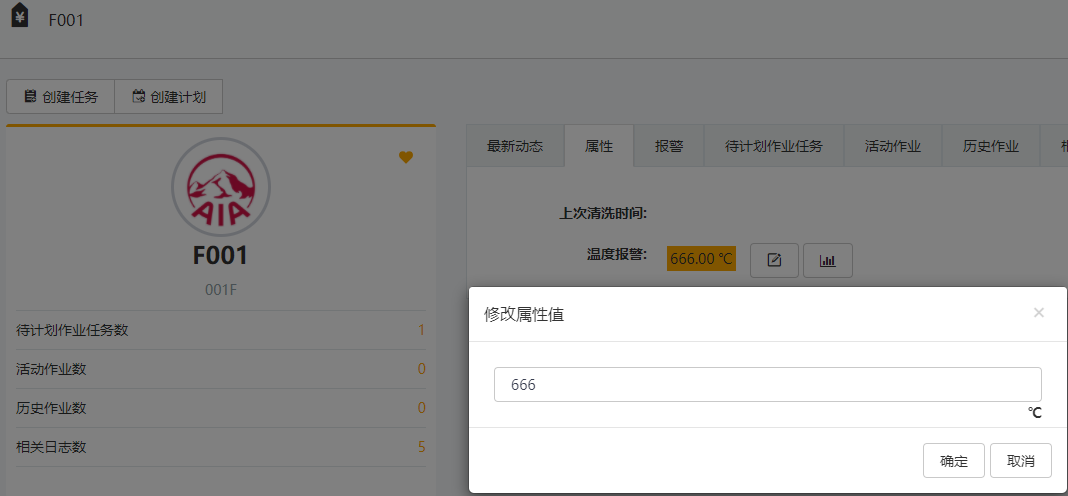 F001
创建任务 创建计划
AIA
F001
001F
待计划作业任务数 1
活动作业数 0
历史作业数 0
相关日志数 5
最新动态 属性 报警 待计划作业任务 活动作业 历史作业
上次清洗时间:
温度报警: 666.00 ℃
修改属性值 ×
666
℃
确定 取消